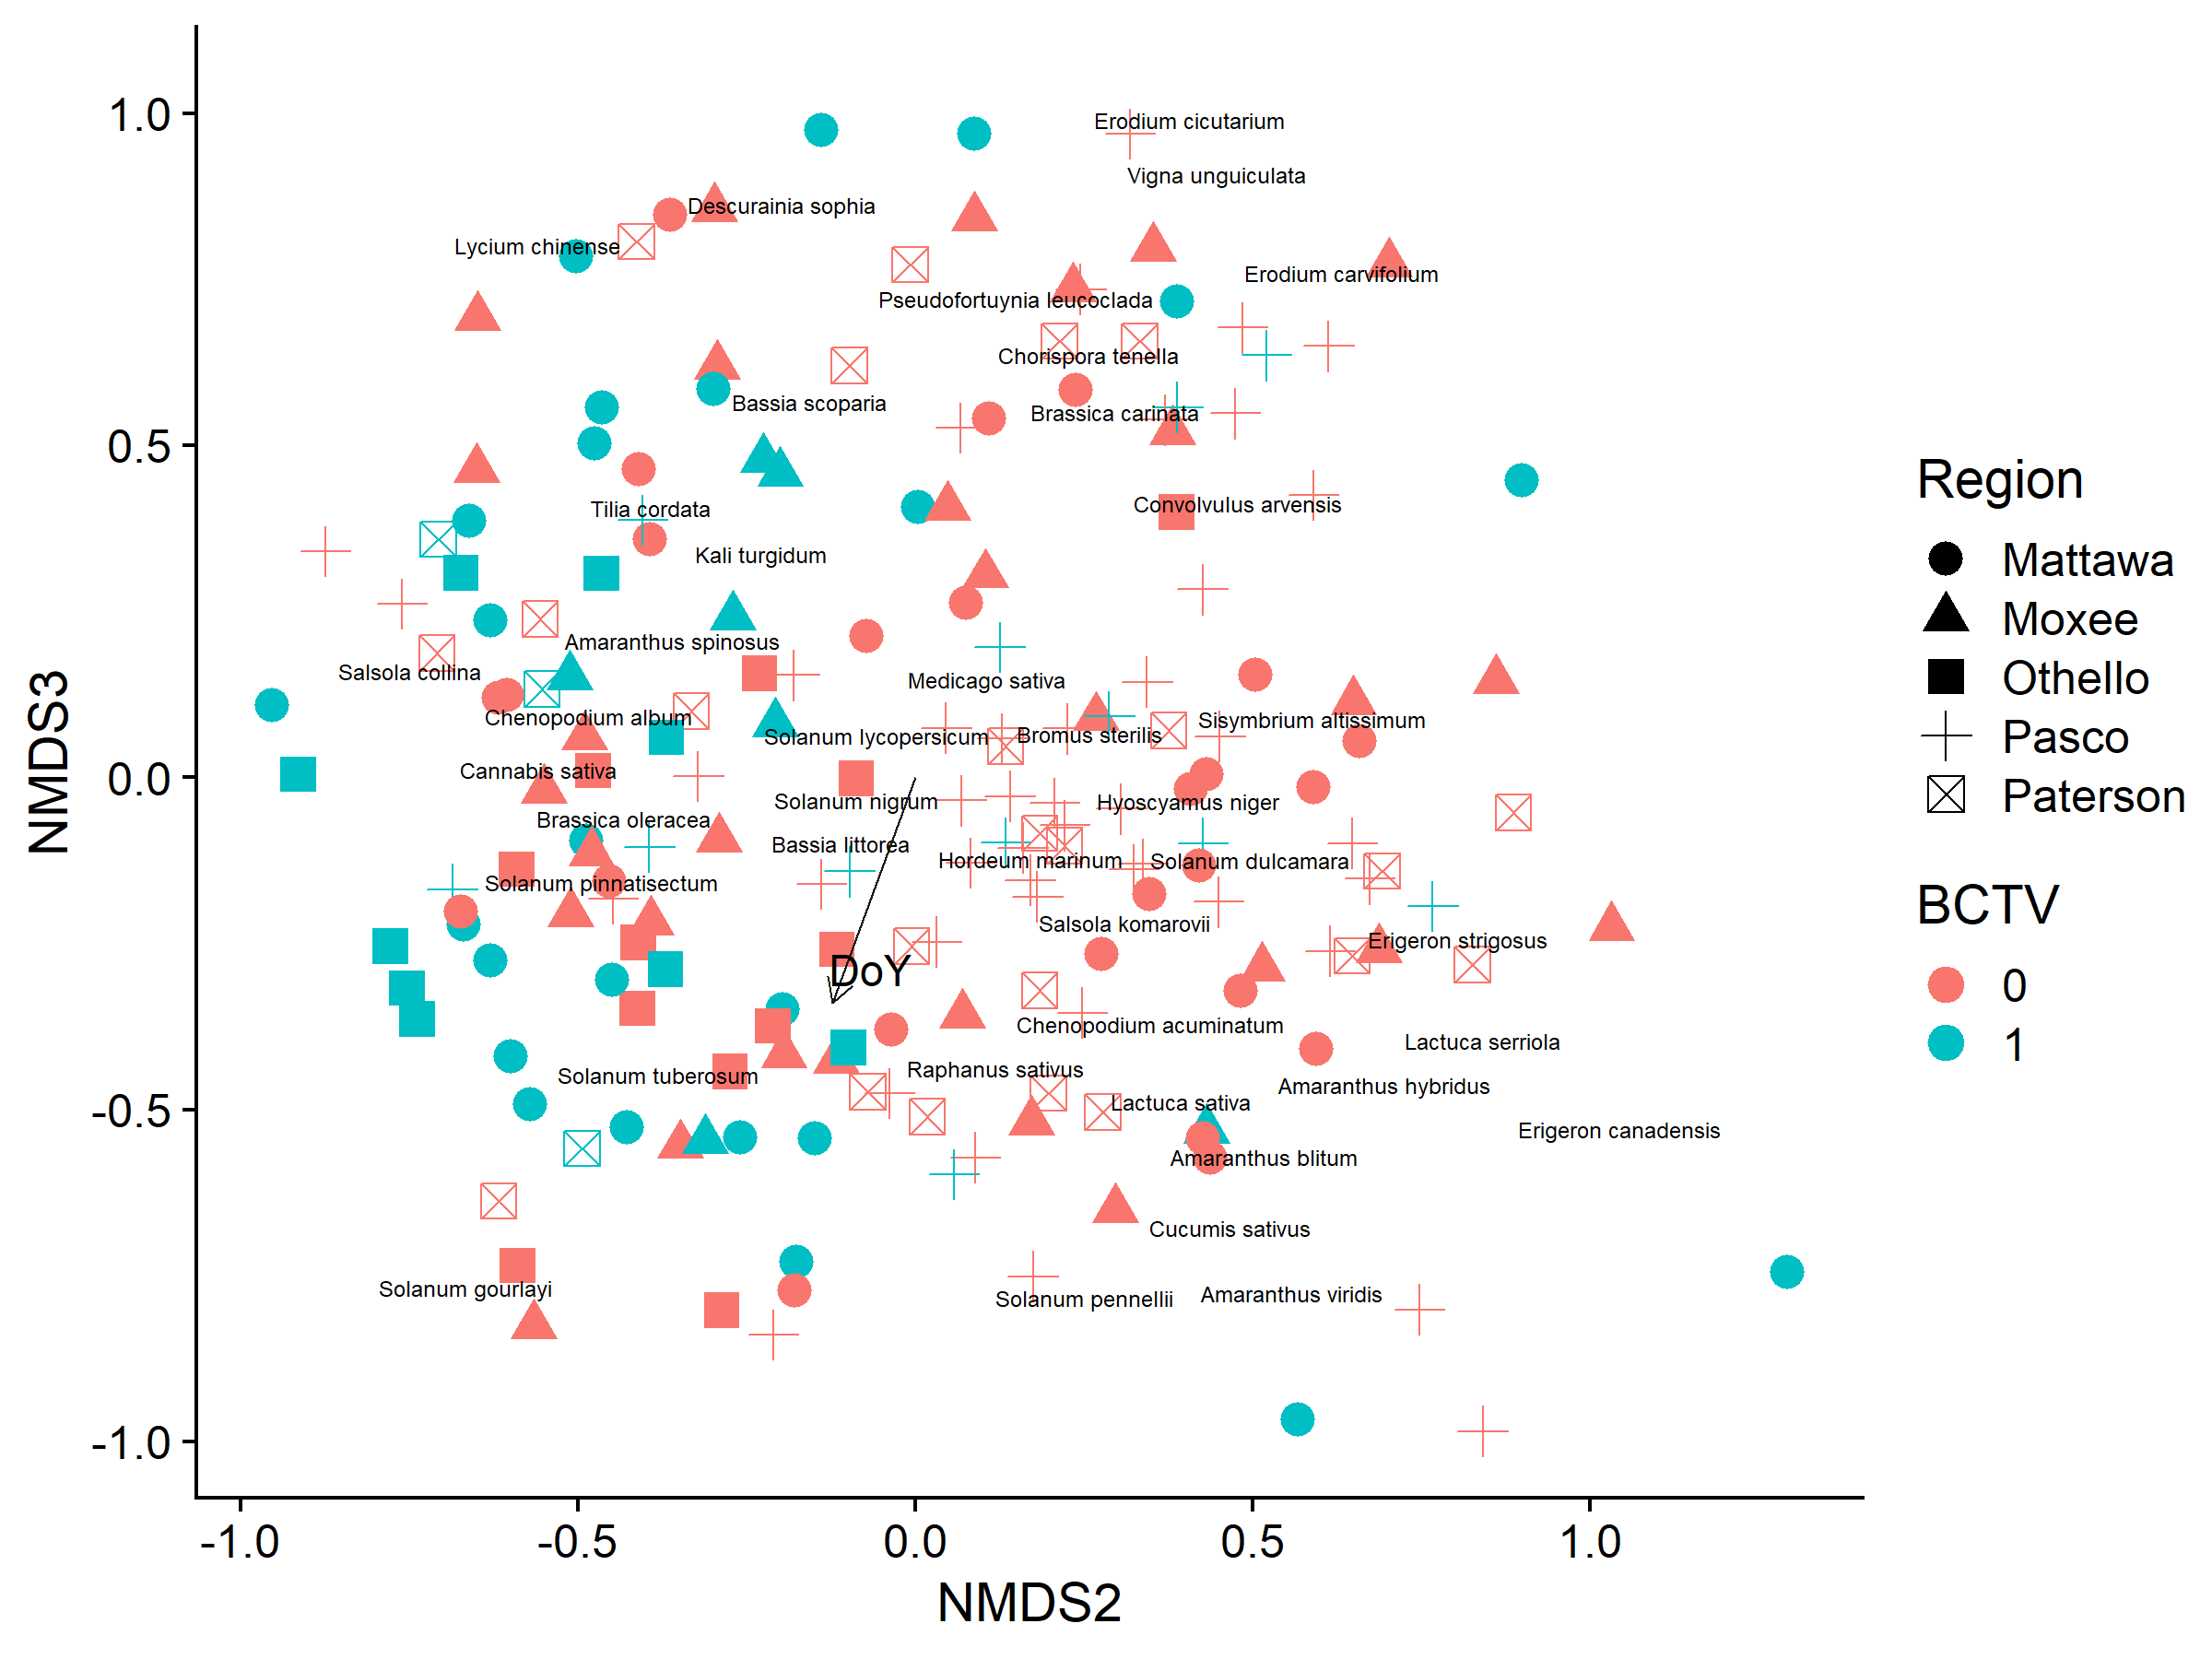 Erodium cicutarium
Vigna unguiculata
Descurainia sophia
Lycium chinense
Erodium carvifolium
Pseudofortuynia leucoclada
Chorispora tenella
Bassia scoparia
Brassica carinata
Tilia cordata
Convolvulus arvensis
Kali turgidum
Amaranthus spinosus
Salsola collina
Medicago sativa
Chenopodium album
Sisymbrium altissimum
Solanum lycopersicum
Bromus sterilis
Cannabis sativa
Solanum nigrum
Hyoscyamus niger
Brassica oleracea
Bassia littorea
Hordeum marinum
Solanum dulcamara
Solanum pinnatisectum
Salsola komarovii
Erigeron strigosus
DoY
Chenopodium acuminatum
Lactuca serriola
Raphanus sativus
Solanum tuberosum
Amaranthus hybridus
Lactuca sativa
Erigeron canadensis
Amaranthus blitum
Cucumis sativus
Solanum gourlayi
Solanum pennellii
Amaranthus viridis
1.0
0.5
0.0
-0.5
-1.0
NMDS3
-1.0
-0.5
0.0
0.5
1.0
NMDS2
Region
Mattawa
Moxee
Othello
Pasco
Paterson
BCTV
0
1